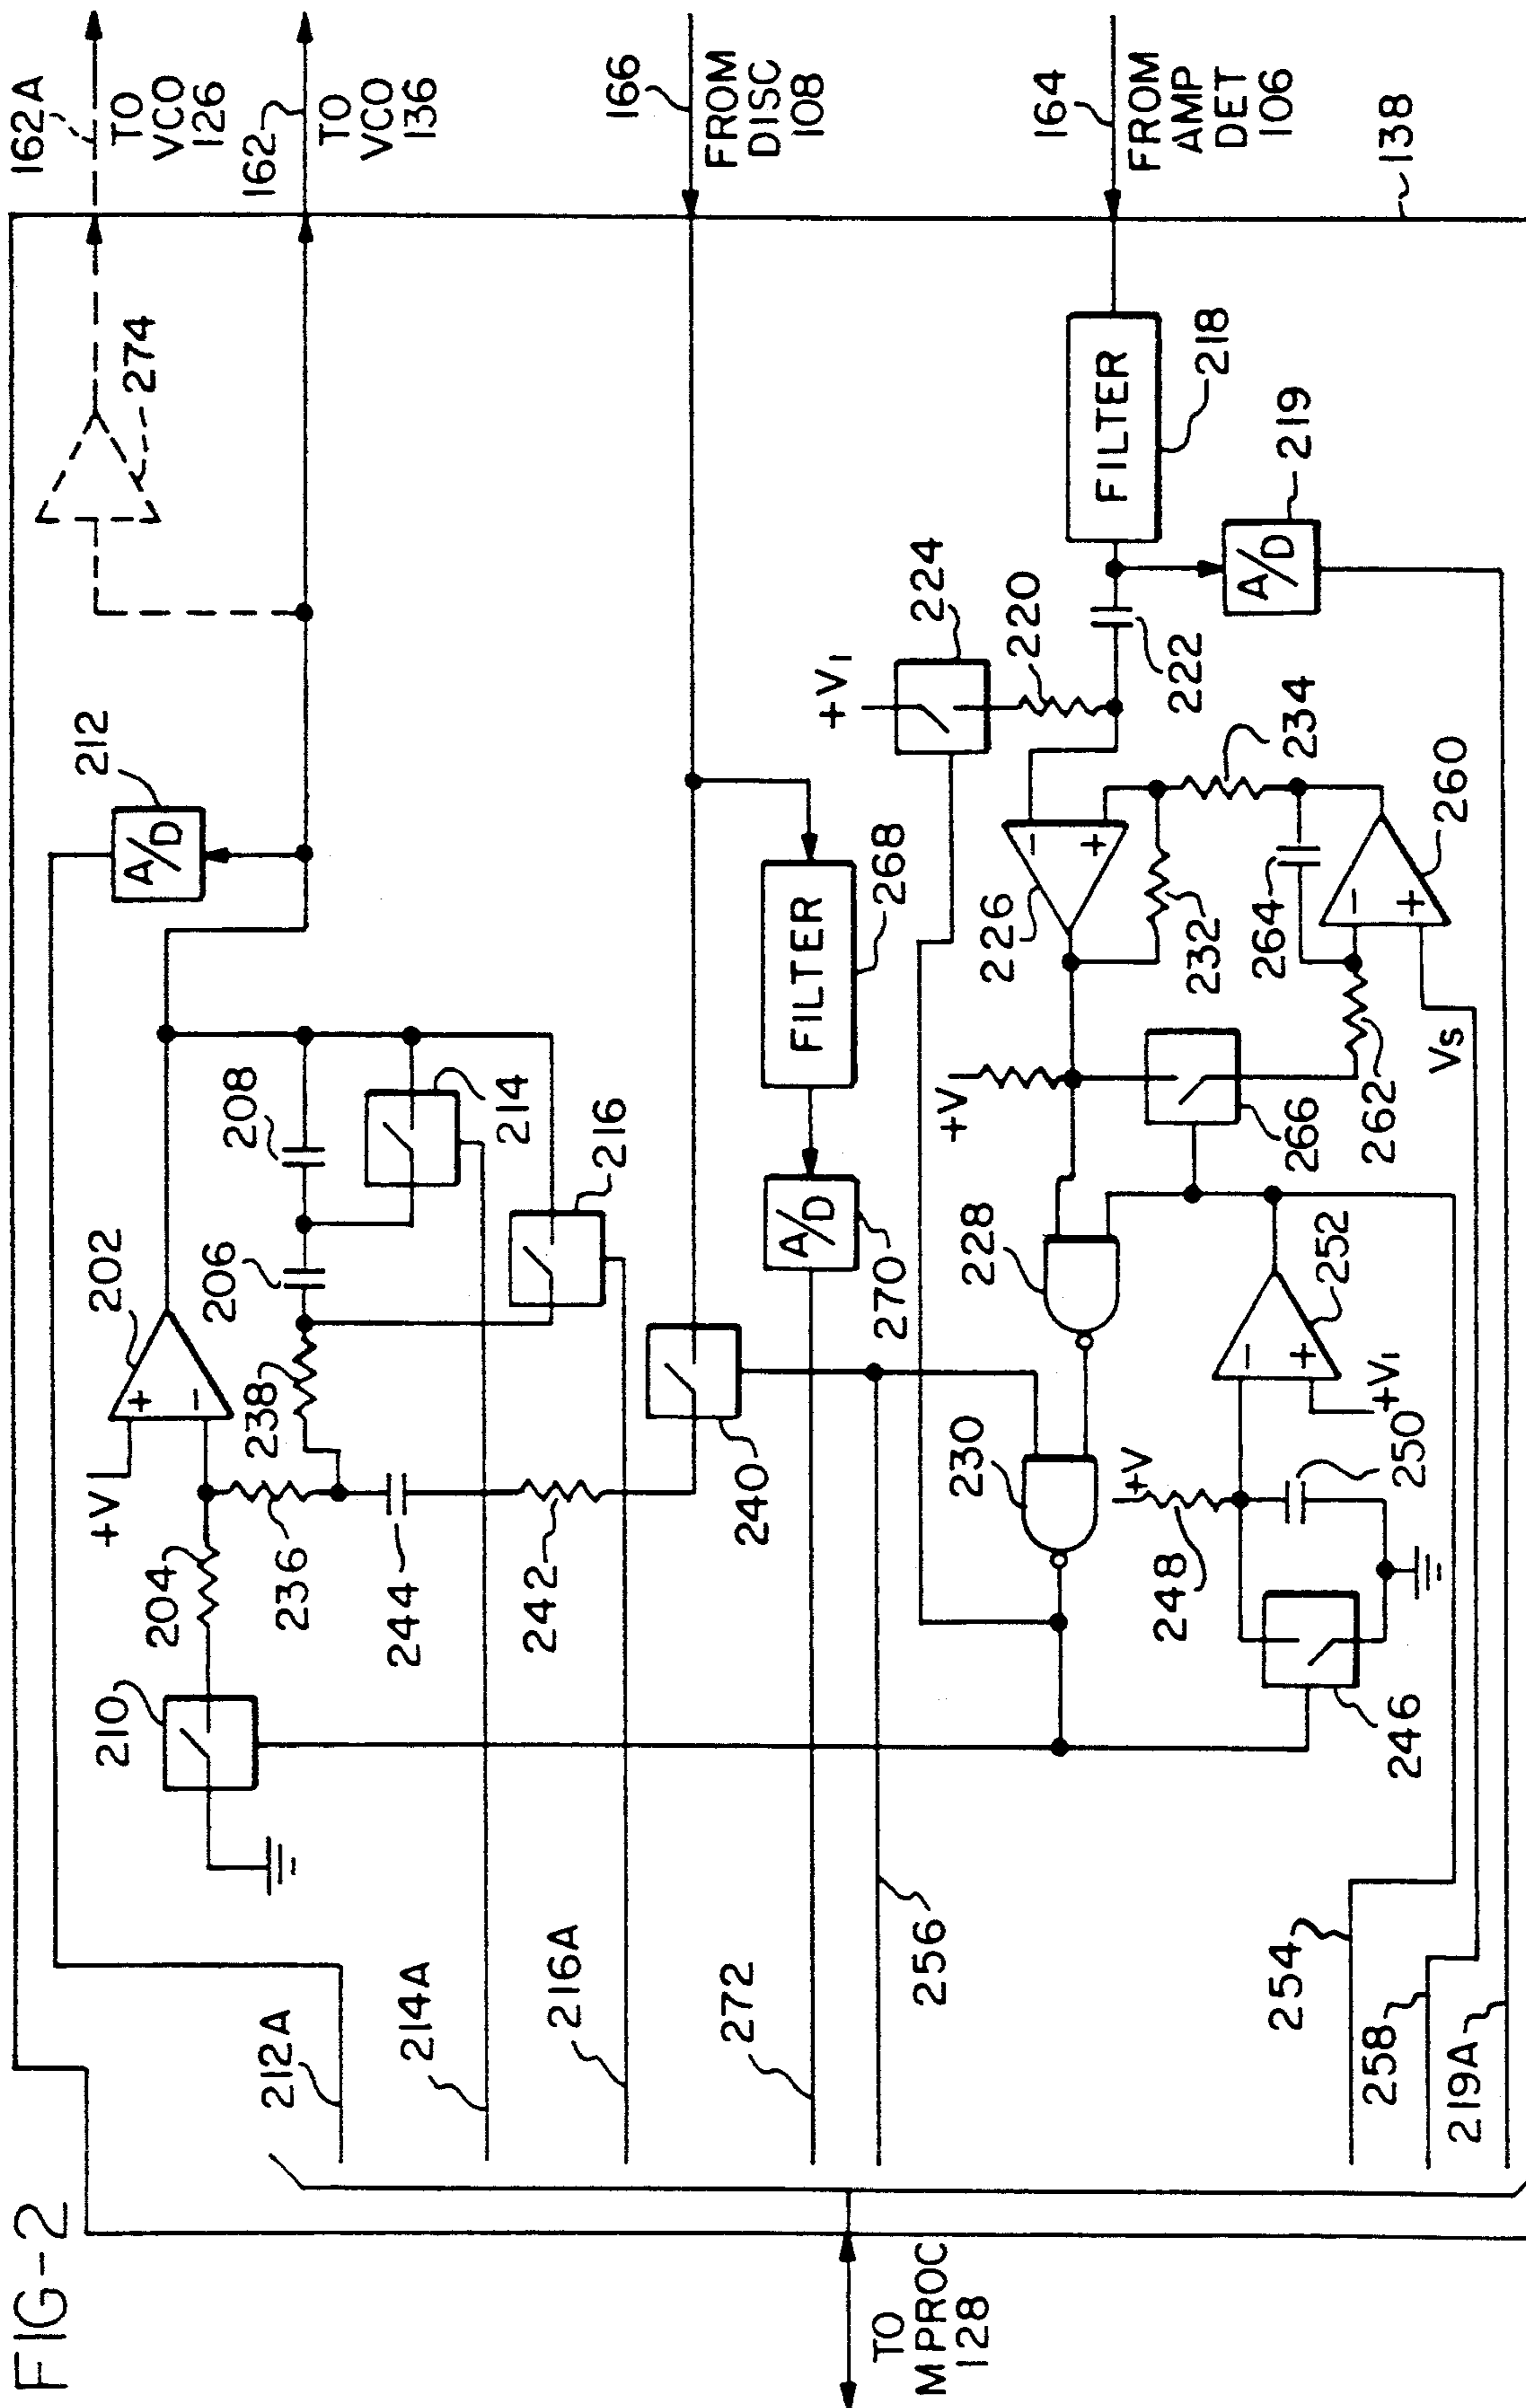 FIG-2
162A
TO
VCO
126
162
TO
VCO
136
166
FROM
DISC
108
164
FROM
AMP
DET
106
138
274
212
A/D
+V
+
−
202
204
210
236
238
206
208
214
216
244
242
240
212A
214A
216A
272
256
FILTER
268
A/D
270
+V1
224
220
222
FILTER
218
A/D
219
−
+
226
232
234
264
−
+
260
262
VS
+V
266
228
230
+V
248
250
−
+
252
+V1
246
254
258
219A
TO
MPROC
128